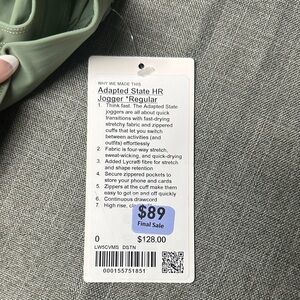 WHY WE MADE THIS
Adapted State HR
Jogger *Regular
1. Think fast. The Adapted State
joggers are all about quick
transitions with fast-drying
stretchy fabric and zippered
cuffs that let you switch
between activities (and
outfits) effortlessly
2. Fabric is four-way stretch,
sweat-wicking, and quick-drying
3. Added Lycra® fibre for stretch
and shape retention
4. Secure zippered pockets to
store your phone and cards
5. Zippers at the cuff make them
easy to get on and off quickly
6. Continuous drawcord
7. High rise,
$89
Final Sale
0 $128.00
LW5CVMS DSTN
000155751851